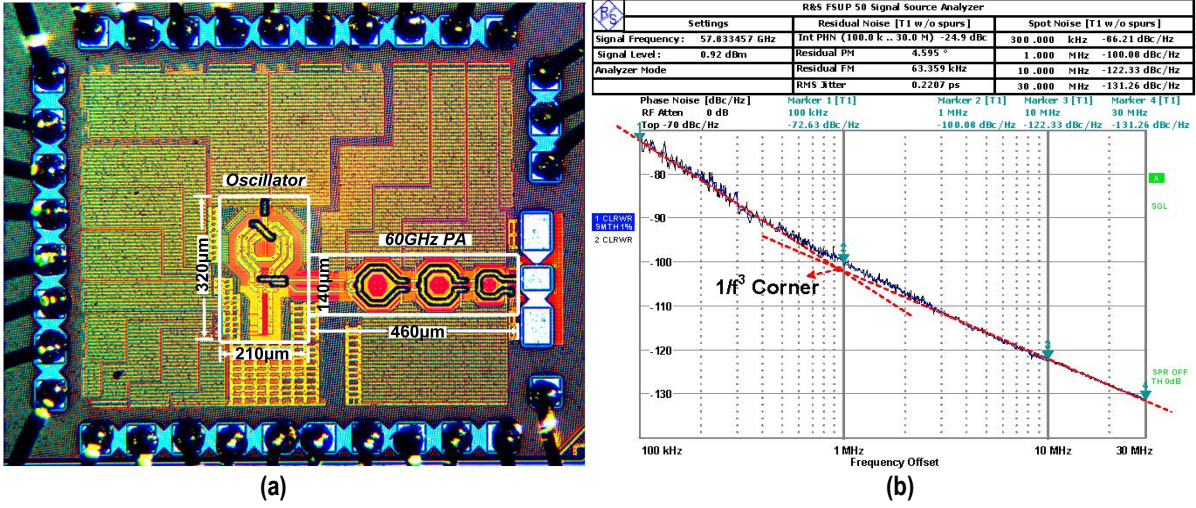 Oscillator
60GHz PA
320μm
140μm
460μm
210μm
(a)
R&S
R&S FSUP 50 Signal Source Analyzer
Settings Residual Noise [T1 w/o spurs] Spot Noise [T1 w/o spurs]
Signal Frequency: 57.833457 GHz Int PHN (100.0 k .. 30.0 M) -24.9 dBc 300.000 kHz -86.21 dBc/Hz
Signal Level: 0.92 dBm Residual PM 4.595 ° 1.000 MHz -100.08 dBc/Hz
Analyzer Mode Residual FM 63.359 kHz 10.000 MHz -122.33 dBc/Hz
RMS Jitter 0.2207 ps 30.000 MHz -131.26 dBc/Hz
Phase Noise [dBc/Hz] Marker 1 [T1] Marker 2 [T1] Marker 3 [T1] Marker 4 [T1]
RF Atten 0 dB 100 kHz 1 MHz 10 MHz 30 MHz
Top -70 dBc/Hz -72.63 dBc/Hz -100.08 dBc/Hz -122.33 dBc/Hz -131.26 dBc/Hz
-80
-90
-100
-110
-120
-130
1 CLRWR
SMTH 1%
2 CLRWR
A
SGL
SPR OFF
TH 0dB
1
2
3
4
1/f³ Corner
100 kHz 1 MHz 10 MHz 30 MHz
Frequency Offset
(b)